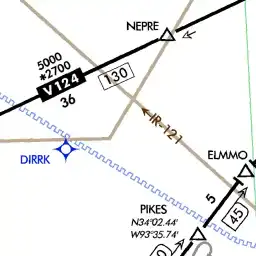 NEPRE
5000
*2700
V124
130
36
IR-121
DIRRK
ELMMO
5
45
PIKES
N34°02.44'
W93°35.74'